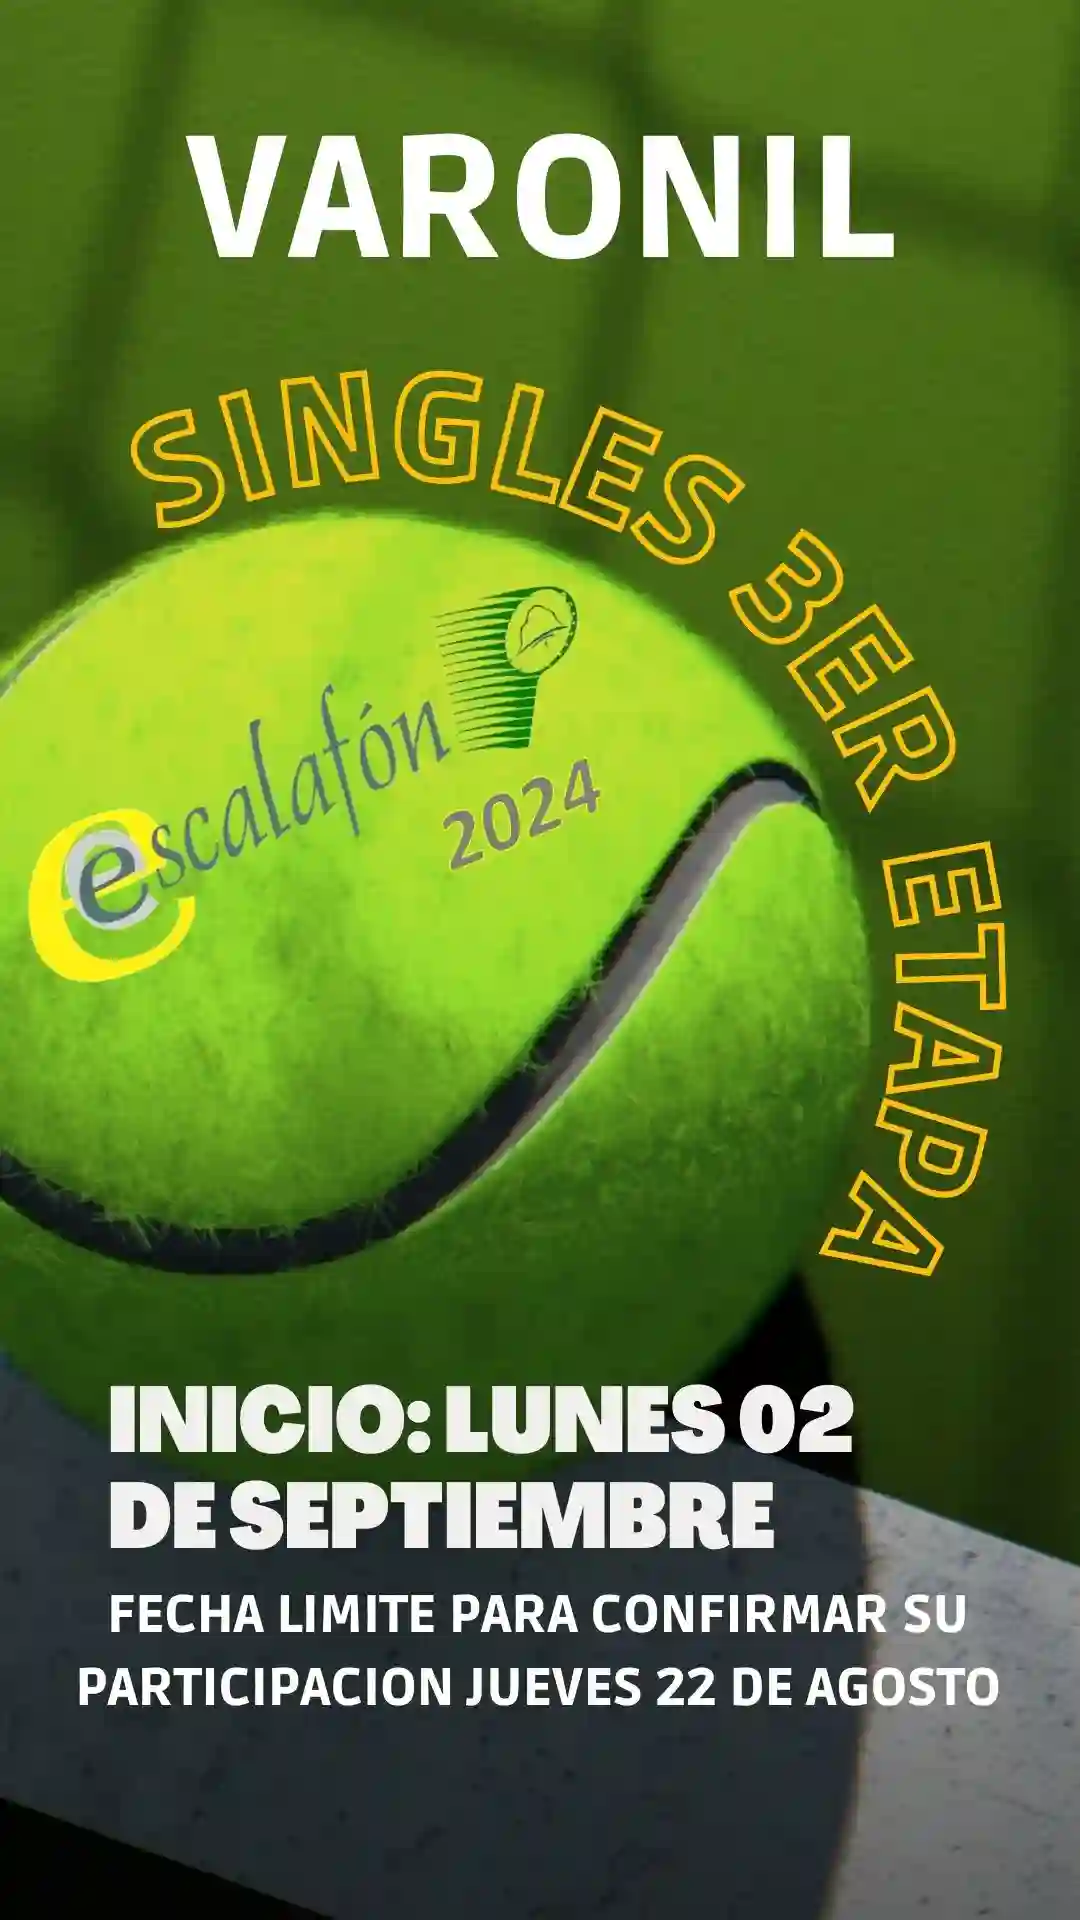 VARONIL
SINGLES 3ER ETAPA
escalafón
2024
INICIO: LUNES 02
DE SEPTIEMBRE
FECHA LIMITE PARA CONFIRMAR SU
PARTICIPACION JUEVES 22 DE AGOSTO